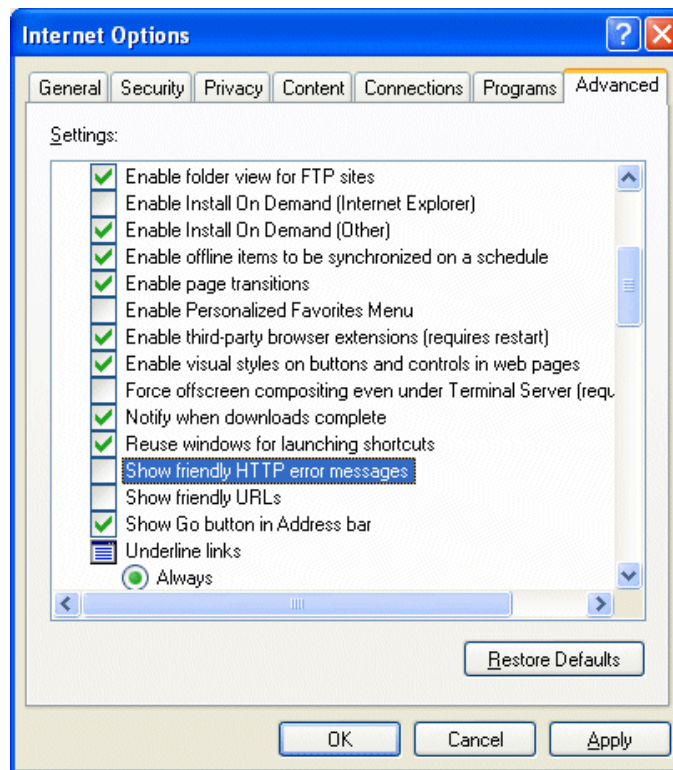 Internet Options
General Security Privacy Content Connections Programs Advanced
Settings:
Enable folder view for FTP sites
Enable Install On Demand (Internet Explorer)
Enable Install On Demand (Other)
Enable offline items to be synchronized on a schedule
Enable page transitions
Enable Personalized Favorites Menu
Enable third-party browser extensions (requires restart)
Enable visual styles on buttons and controls in web pages
Force offscreen compositing even under Terminal Server (requ
Notify when downloads complete
Reuse windows for launching shortcuts
Show friendly HTTP error messages
Show friendly URLs
Show Go button in Address bar
Underline links
Always
Restore Defaults
OK Cancel Apply